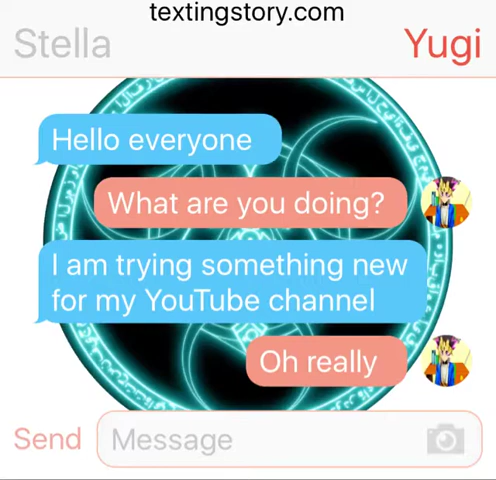 textingstory.com
Stella
Yugi
Hello everyone
What are you doing?
I am trying something new
for my YouTube channel
Oh really
Send
Message